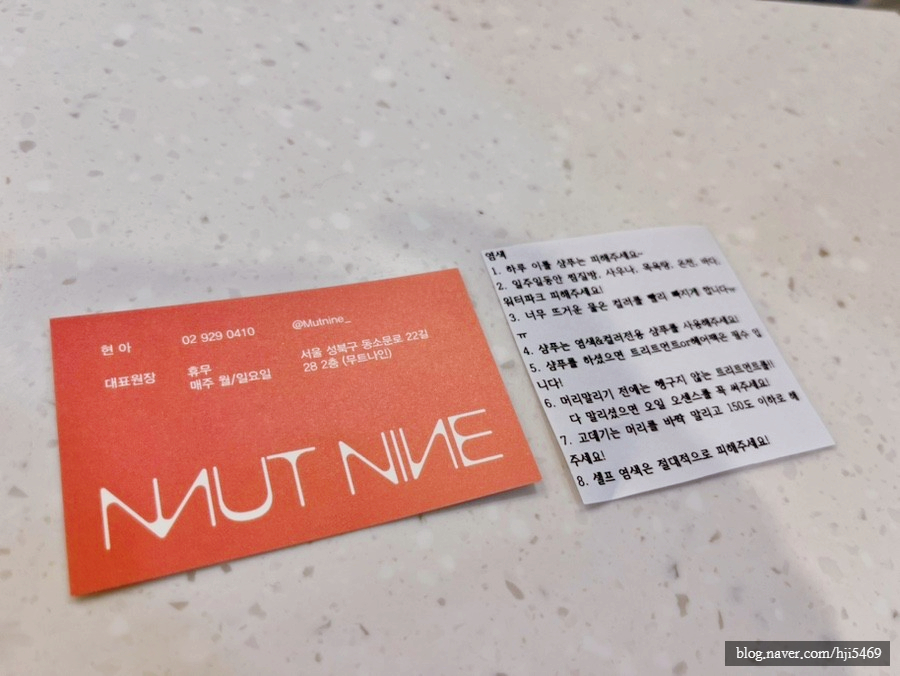 현아
02 929 0410
@Mutnine_
대표원장
휴무
매주 월/일요일
서울 성북구 동소문로 22길
28 2층 (무트나인)
MUT NINE
염색
1. 하루 이틀 샴푸는 피해주세요~
2. 일주일동안 찜질방, 사우나, 목욕탕, 온천, 바다,
워터파크 피해주세요!
3. 너무 뜨거운 물은 컬러를 빨리 빠지게 합니다ㅠ
ㅠ
4. 샴푸는 염색&컬러전용 샴푸를 사용해주세요!
5. 샴푸를 하셨으면 트리트먼트or헤어팩은 필수 입
니다!
6. 머리말리기 전에는 헹구지 않는 트리트먼트를!!
다 말리셨으면 오일 오센스를 꼭 써주세요!
7. 고데기는 머리를 바짝 말리고 150도 이하로 해
주세요!
8. 셀프 염색은 절대적으로 피해주세요!
blog.naver.com/hji5469